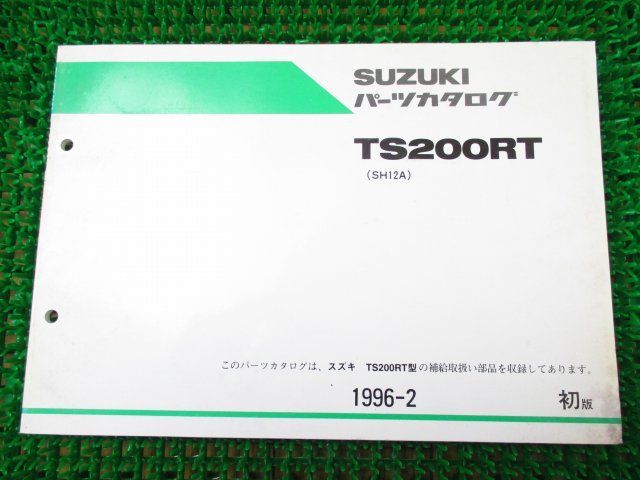 SUZUKI
パーツカタログ
TS200RT
(SH12A)
このパーツカタログは、スズキ TS200RT型の補給取扱い部品を収録してあります。
1996-2
初版